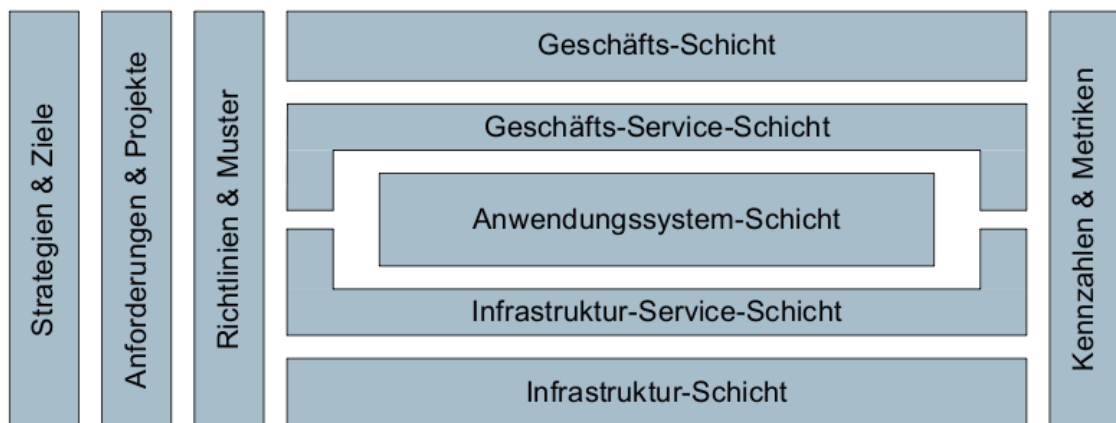 Strategien & Ziele
Anforderungen & Projekte
Richtlinien & Muster
Geschäfts-Schicht
Geschäfts-Service-Schicht
Anwendungssystem-Schicht
Infrastruktur-Service-Schicht
Infrastruktur-Schicht
Kennzahlen & Metriken